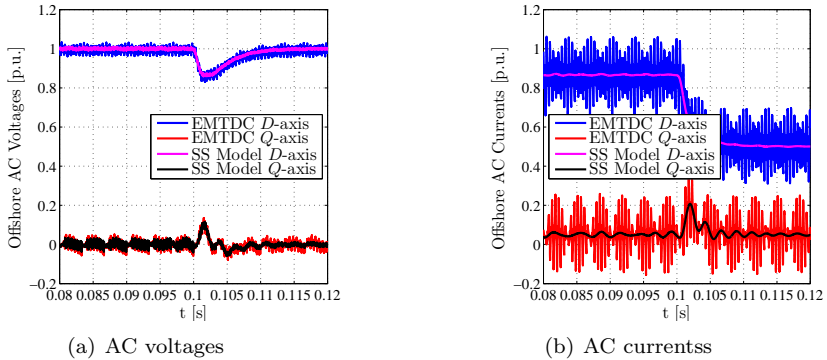 Offshore AC Voltages [p.u.]
1.2
1
0.8
0.6
0.4
0.2
0
−0.2
EMTDC D-axis
EMTDC Q-axis
SS Model D-axis
SS Model Q-axis
0.08 0.085 0.09 0.095 0.1 0.105 0.11 0.115 0.12
t [s]
(a) AC voltages
Offshore AC Currents [p.u.]
1.2
1
0.8
0.6
0.4
0.2
0
−0.2
EMTDC D-axis
EMTDC Q-axis
SS Model D-axis
SS Model Q-axis
0.08 0.085 0.09 0.095 0.1 0.105 0.11 0.115 0.12
t [s]
(b) AC currentss